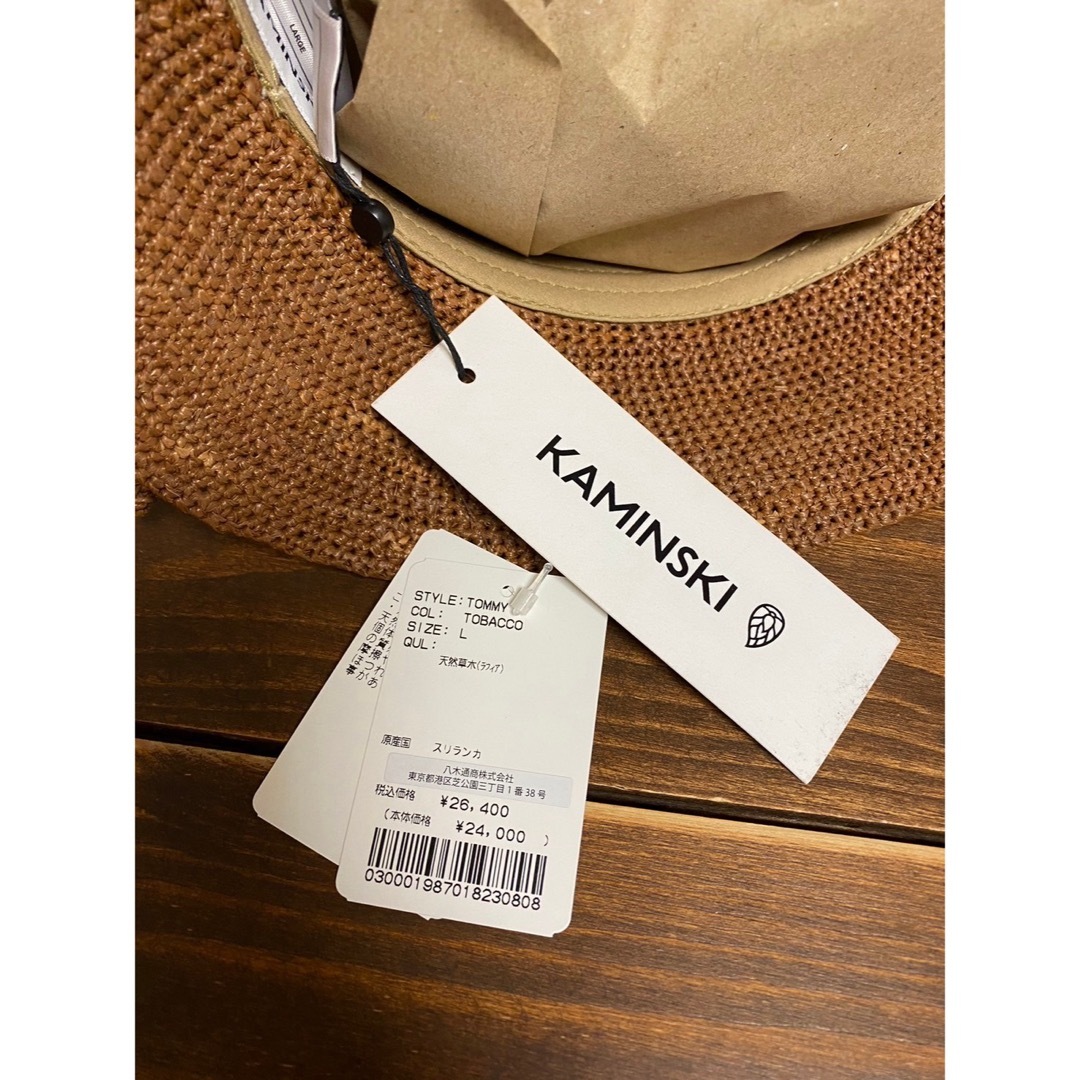 LARGE
KAMINSKI
STYLE: TOMMY
COL: TOBACCO
SIZE: L
QUL:
天然草木(ラフィア)
原産国 スリランカ
八木通商株式会社
東京都港区芝公園三丁目1番38号
税込価格 ¥26,400
(本体価格 ¥24,000 )
0300019870182308​08